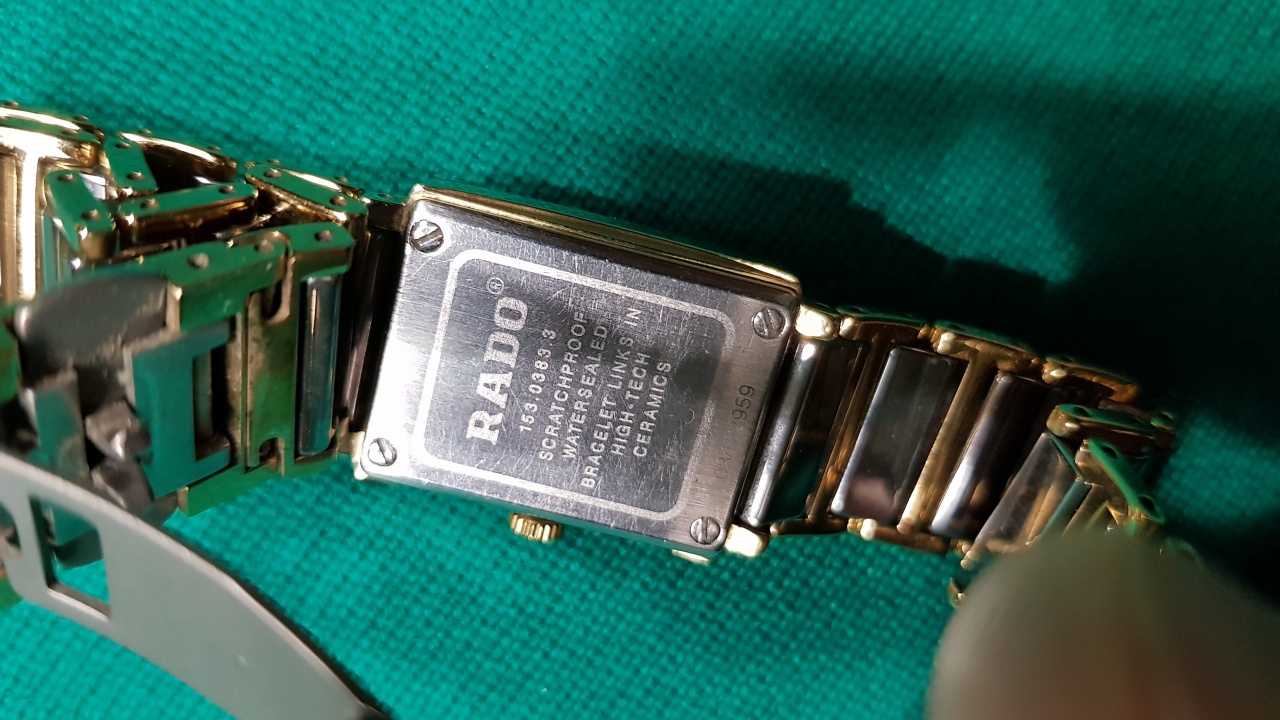 RADO®
153.0383.3
SCRATCHPROOF
WATERSEALED
BRACELET LINKS IN
HIGH-TECH
CERAMICS